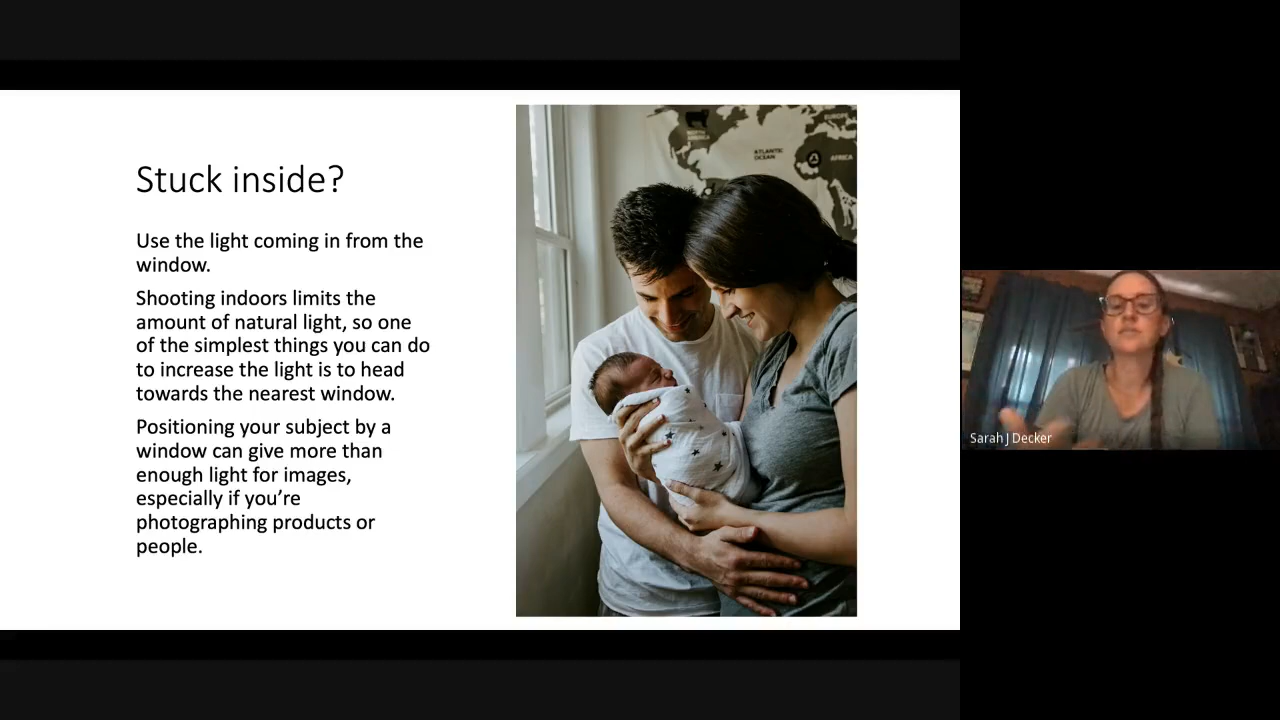 Stuck inside?
Use the light coming in from the
window.
Shooting indoors limits the
amount of natural light, so one
of the simplest things you can do
to increase the light is to head
towards the nearest window.
Positioning your subject by a
window can give more than
enough light for images,
especially if you’re
photographing products or
people.
NORTH
AMERICA
ATLANTIC
OCEAN
EUROPE
AFRICA
Sarah J Decker